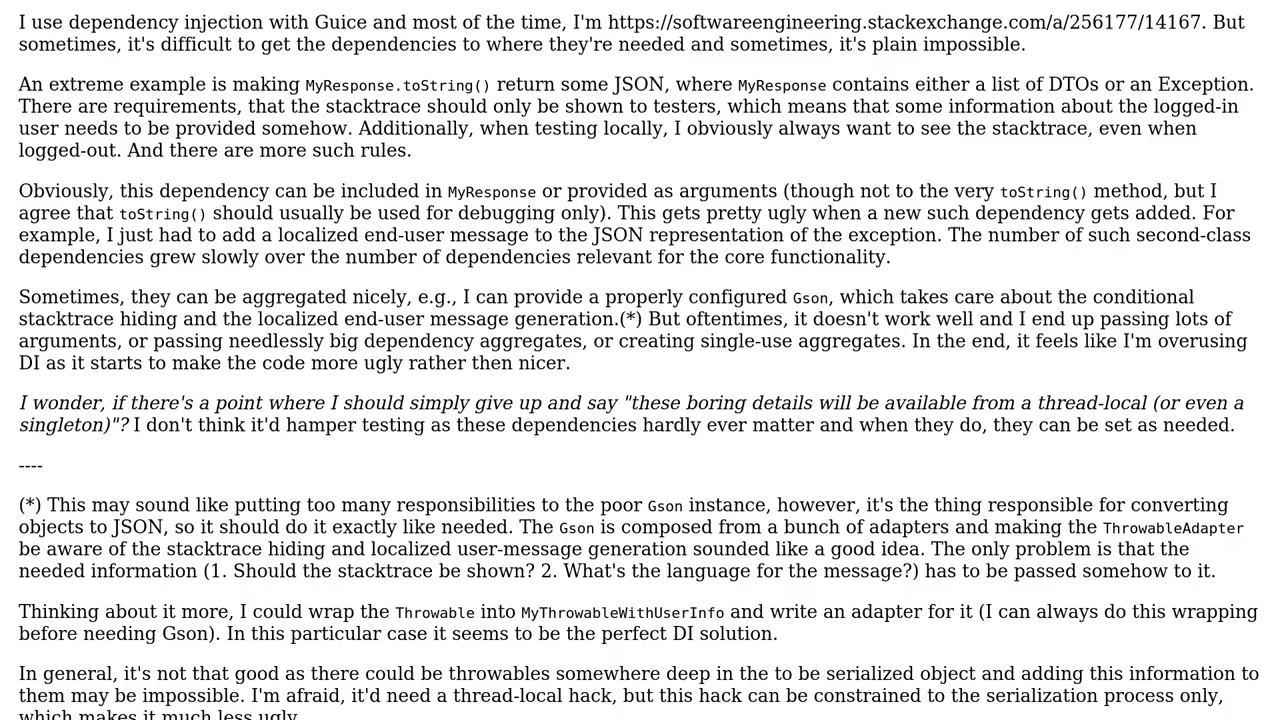 I use dependency injection with Guice and most of the time, I'm https://softwareengineering.stackexchange.com/a/256177/14167. But
sometimes, it's difficult to get the dependencies to where they're needed and sometimes, it's plain impossible.
An extreme example is making MyResponse.toString() return some JSON, where MyResponse contains either a list of DTOs or an Exception.
There are requirements, that the stacktrace should only be shown to testers, which means that some information about the logged-in
user needs to be provided somehow. Additionally, when testing locally, I obviously always want to see the stacktrace, even when
logged-out. And there are more such rules.
Obviously, this dependency can be included in MyResponse or provided as arguments (though not to the very toString() method, but I
agree that toString() should usually be used for debugging only). This gets pretty ugly when a new such dependency gets added. For
example, I just had to add a localized end-user message to the JSON representation of the exception. The number of such second-class
dependencies grew slowly over the number of dependencies relevant for the core functionality.
Sometimes, they can be aggregated nicely, e.g., I can provide a properly configured Gson, which takes care about the conditional
stacktrace hiding and the localized end-user message generation.(*) But oftentimes, it doesn't work well and I end up passing lots of
arguments, or passing needlessly big dependency aggregates, or creating single-use aggregates. In the end, it feels like I'm overusing
DI as it starts to make the code more ugly rather then nicer.
I wonder, if there's a point where I should simply give up and say "these boring details will be available from a thread-local (or even a
singleton)"? I don't think it'd hamper testing as these dependencies hardly ever matter and when they do, they can be set as needed.
----
(*) This may sound like putting too many responsibilities to the poor Gson instance, however, it's the thing responsible for converting
objects to JSON, so it should do it exactly like needed. The Gson is composed from a bunch of adapters and making the ThrowableAdapter
be aware of the stacktrace hiding and localized user-message generation sounded like a good idea. The only problem is that the
needed information (1. Should the stacktrace be shown? 2. What's the language for the message?) has to be passed somehow to it.
Thinking about it more, I could wrap the Throwable into MyThrowableWithUserInfo and write an adapter for it (I can always do this wrapping
before needing Gson). In this particular case it seems to be the perfect DI solution.
In general, it's not that good as there could be throwables somewhere deep in the to be serialized object and adding this information to
them may be impossible. I'm afraid, it'd need a thread-local hack, but this hack can be constrained to the serialization process only,
which makes it much less ugly.